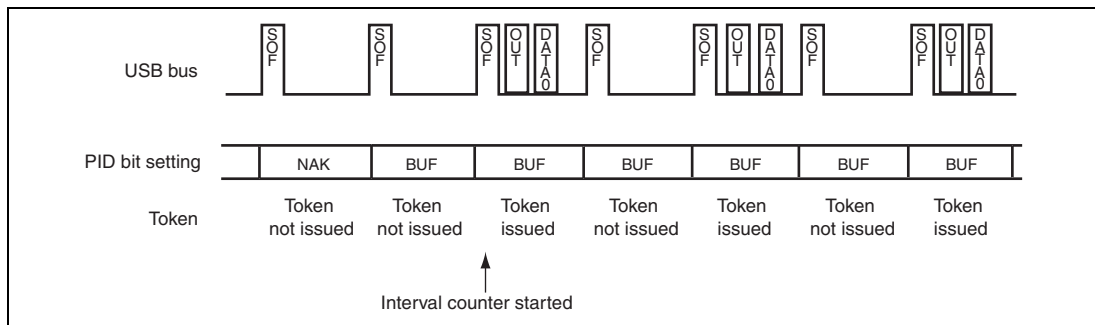 SOF SOF SOF OUT DATA0 SOF SOF OUT DATA0 SOF SOF OUT DATA0
USB bus
PID bit setting NAK BUF BUF BUF BUF BUF BUF
Token Token not issued Token not issued Token issued Token not issued Token issued Token not issued Token issued
Interval counter started